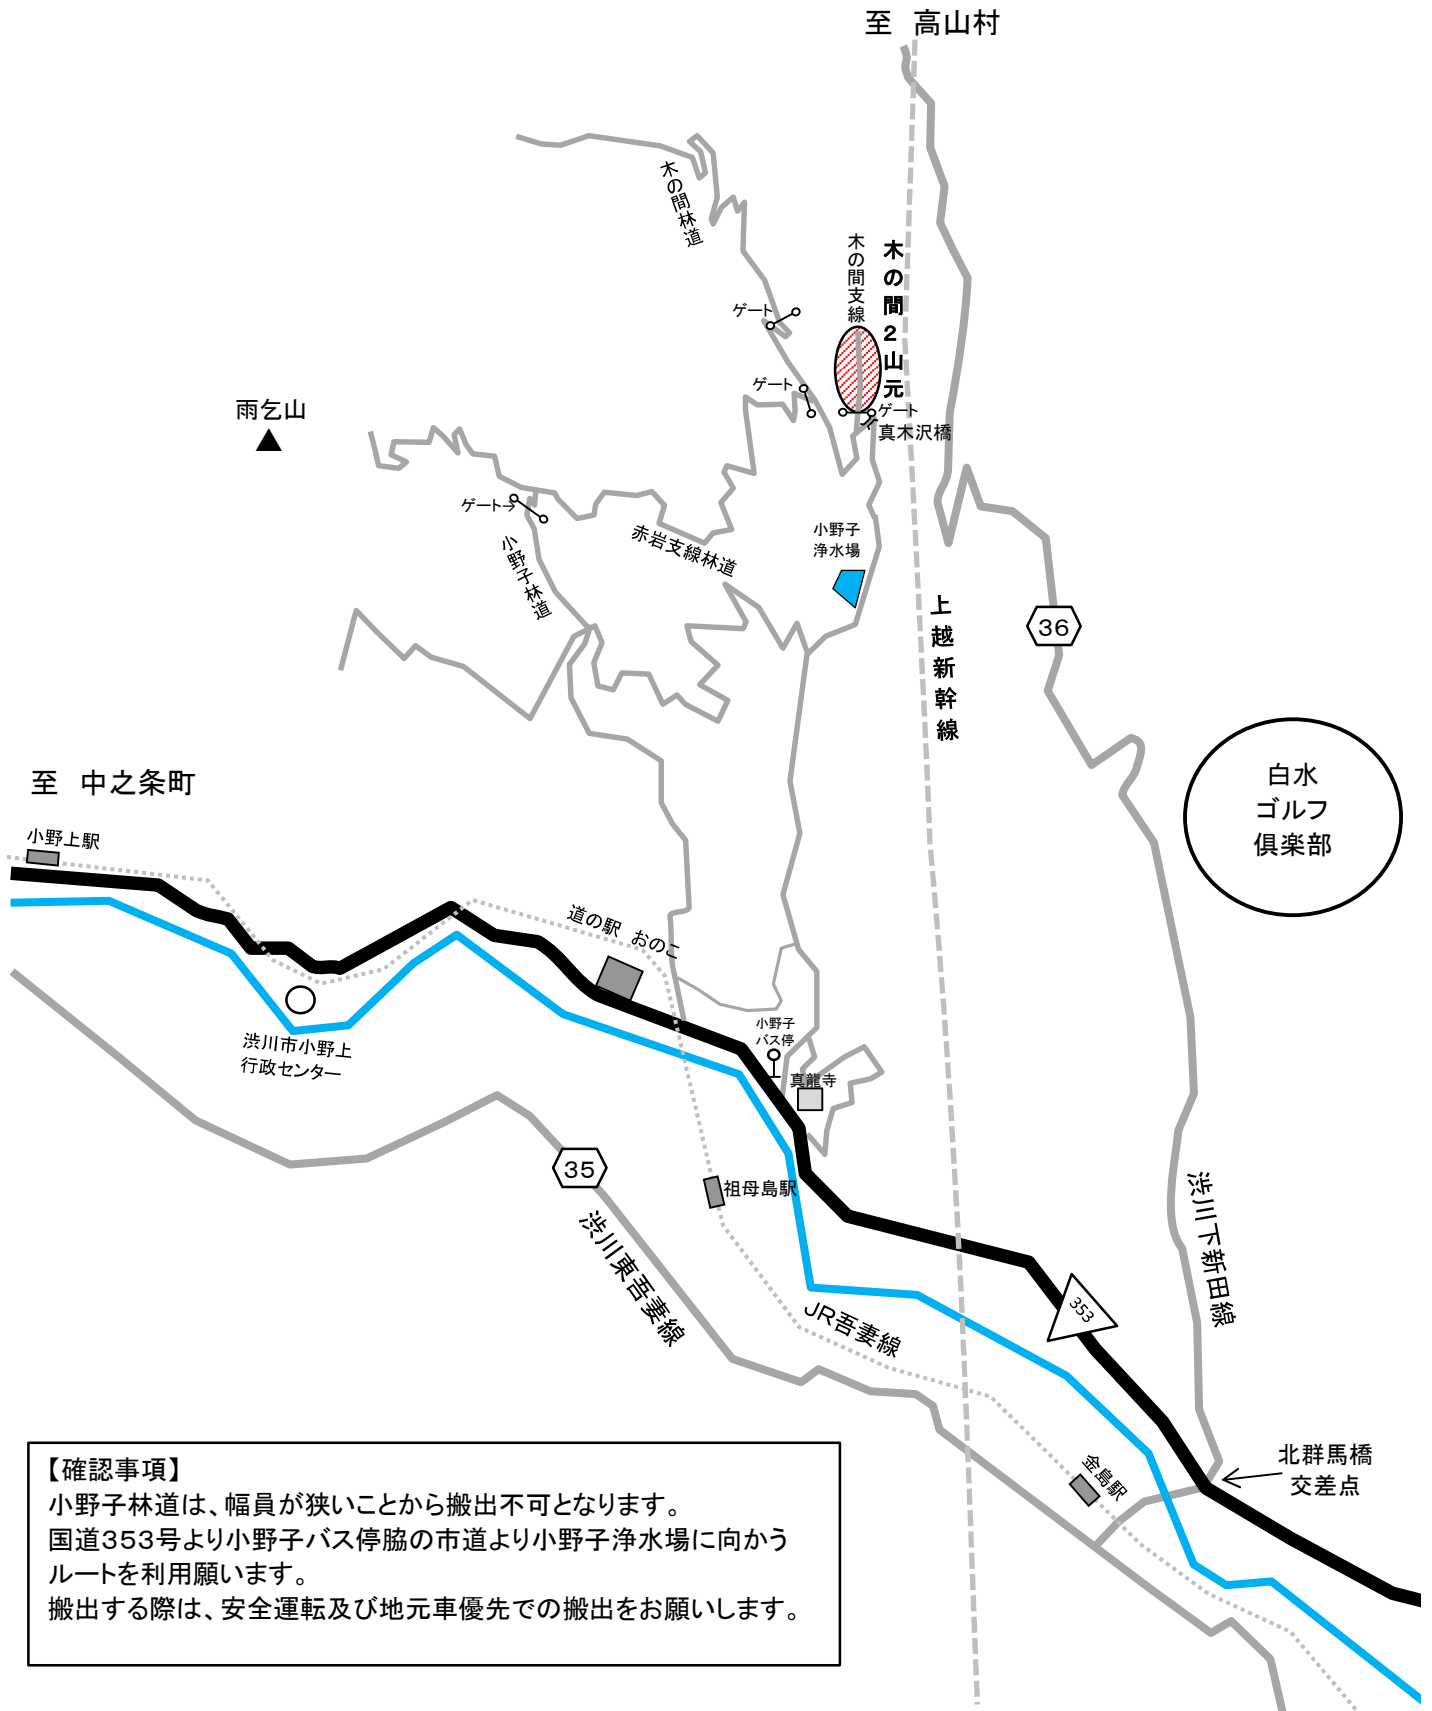 至　高山村
木の間林道
木の間支線
木の間２山元
ゲート
ゲート
ゲート
真木沢橋
雨乞山
ゲート→
小野子林道
赤岩支線林道
小野子
浄水場
上越新幹線
36
白水
ゴルフ
倶楽部
至　中之条町
小野上駅
道の駅　おのこ
渋川市小野上
行政センター
小野子
バス停
真龍寺
35
祖母島駅
渋川東吾妻線
JR吾妻線
渋川下新田線
353
金島駅
北群馬橋
交差点
【確認事項】
小野子林道は、幅員が狭いことから搬出不可となります。
国道353号より小野子バス停脇の市道より小野子浄水場に向かう
ルートを利用願います。
搬出する際は、安全運転及び地元車優先での搬出をお願いします。